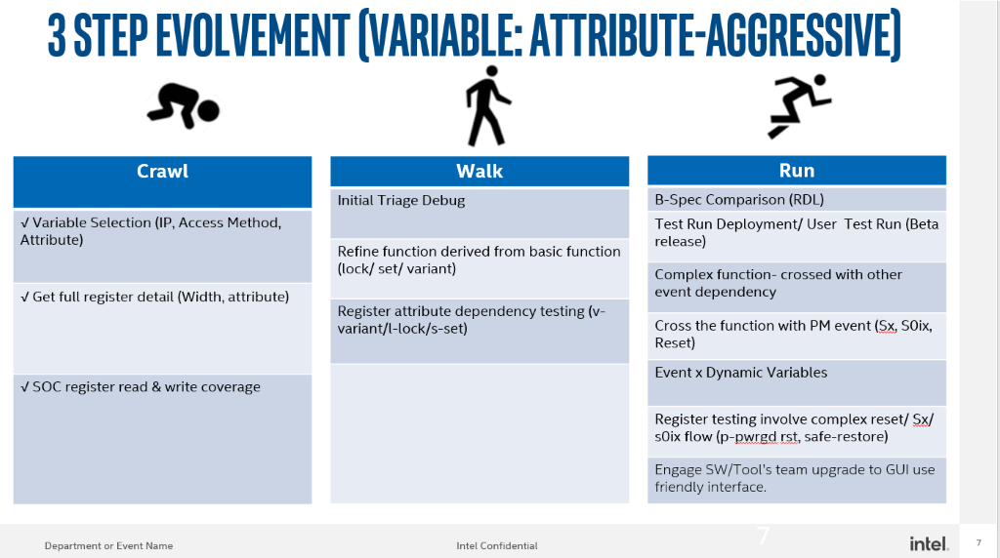 3 STEP EVOLVEMENT (VARIABLE: ATTRIBUTE-AGGRESSIVE)
Crawl
√ Variable Selection (IP, Access Method,
Attribute)
√ Get full register detail (Width, attribute)
√ SOC register read & write coverage
Walk
Initial Triage Debug
Refine function derived from basic function
(lock/ set/ variant)
Register attribute dependency testing (v-
variant/l-lock/s-set)
Run
B-Spec Comparison (RDL)
Test Run Deployment/ User  Test Run (Beta
release)
Complex function- crossed with other
event dependency
Cross the function with PM event (Sx, S0ix,
Reset)
Event x Dynamic Variables
Register testing involve complex reset/ Sx/
s0ix flow (p-pwrgd rst, safe-restore)
Engage SW/Tool's team upgrade to GUI use
friendly interface.
7
Department or Event Name
Intel Confidential
intel.
7